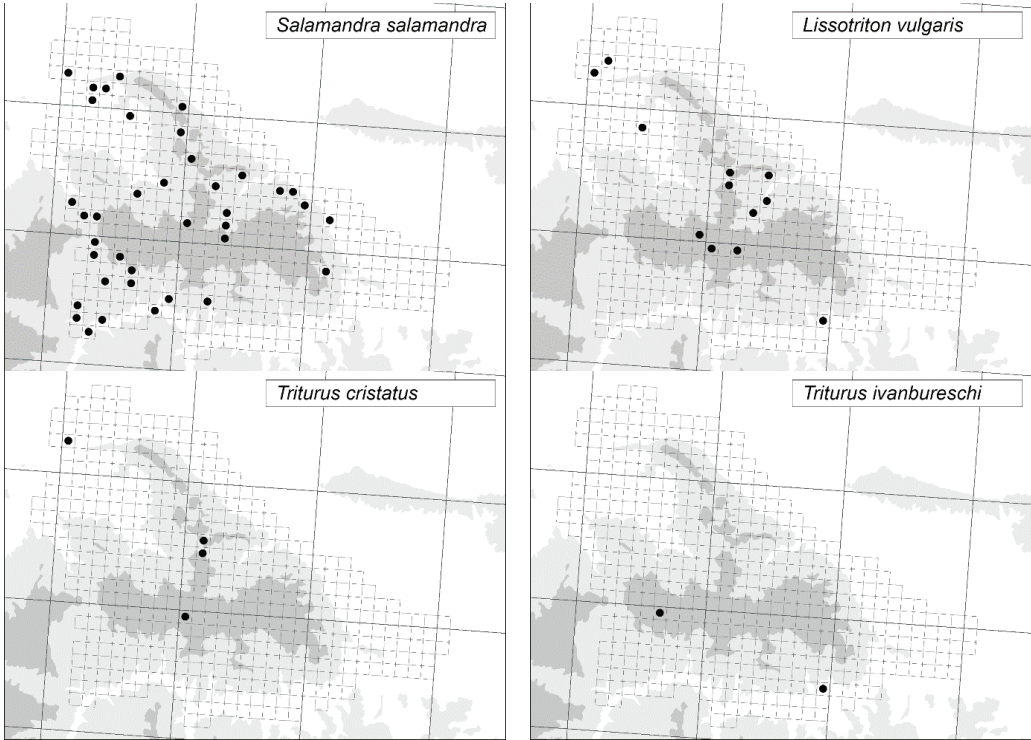 Salamandra salamandra
Lissotriton vulgaris
Triturus cristatus
Triturus ivanbureschi